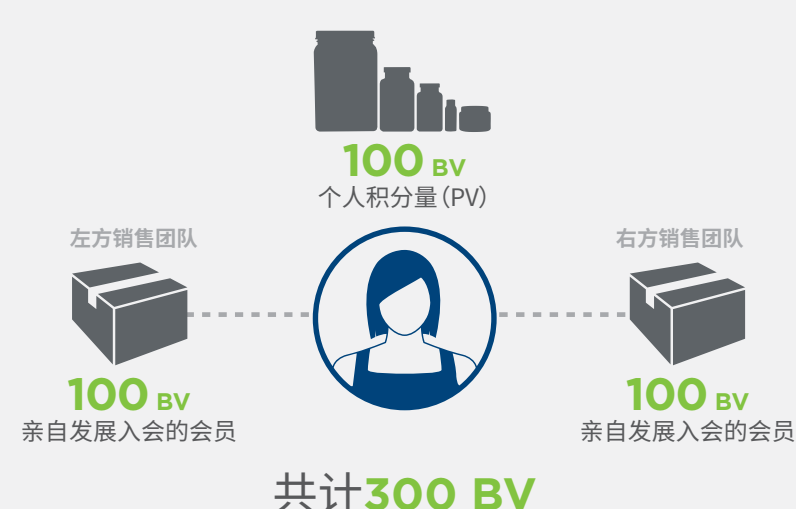 100 BV
个人积分量（PV）
左方销售团队
右方销售团队
100 BV
亲自发展入会的会员
100 BV
亲自发展入会的会员
共计300 BV